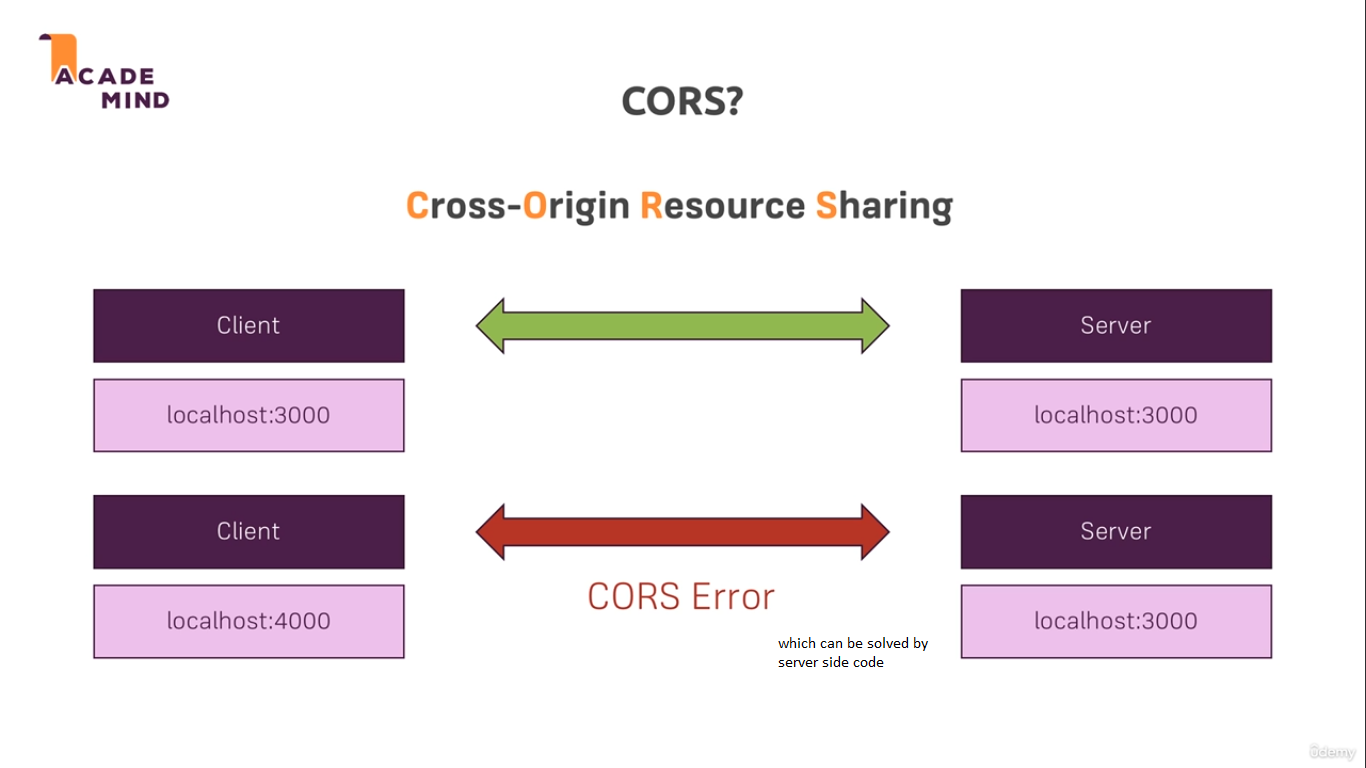 ACADE
MIND
CORS?
Cross-Origin Resource Sharing
Client
Server
localhost:3000
localhost:3000
Client
Server
CORS Error
localhost:4000
localhost:3000
which can be solved by
server side code
ûdemy